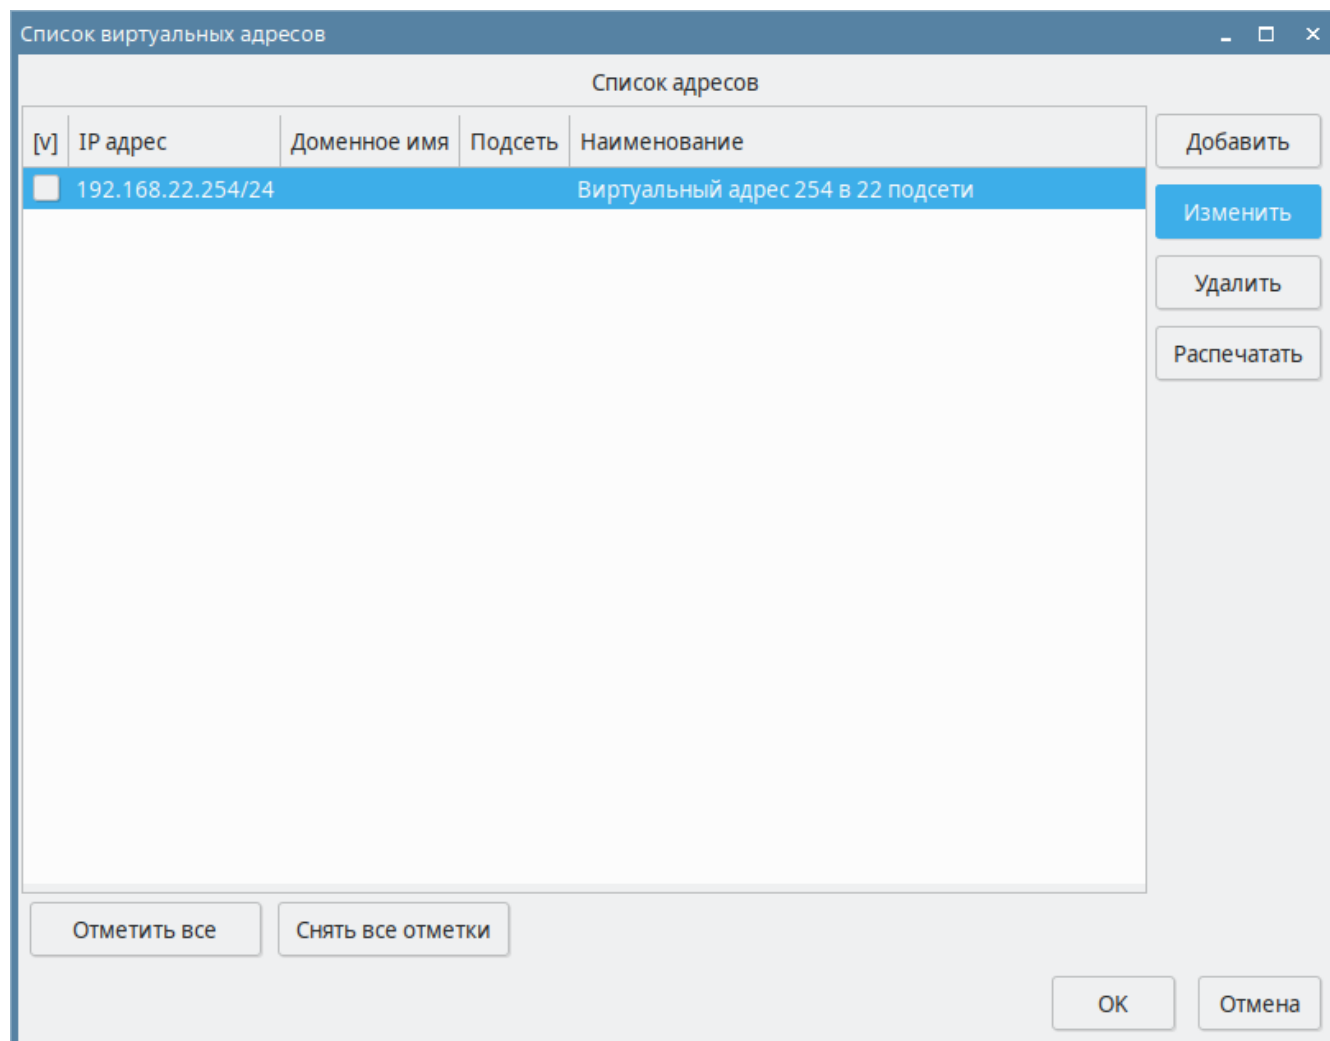 Список виртуальных адресов
Список адресов
[v] IP адрес Доменное имя Подсеть Наименование
192.168.22.254/24 Виртуальный адрес 254 в 22 подсети
Добавить
Изменить
Удалить
Распечатать
Отметить все Снять все отметки
OK Отмена